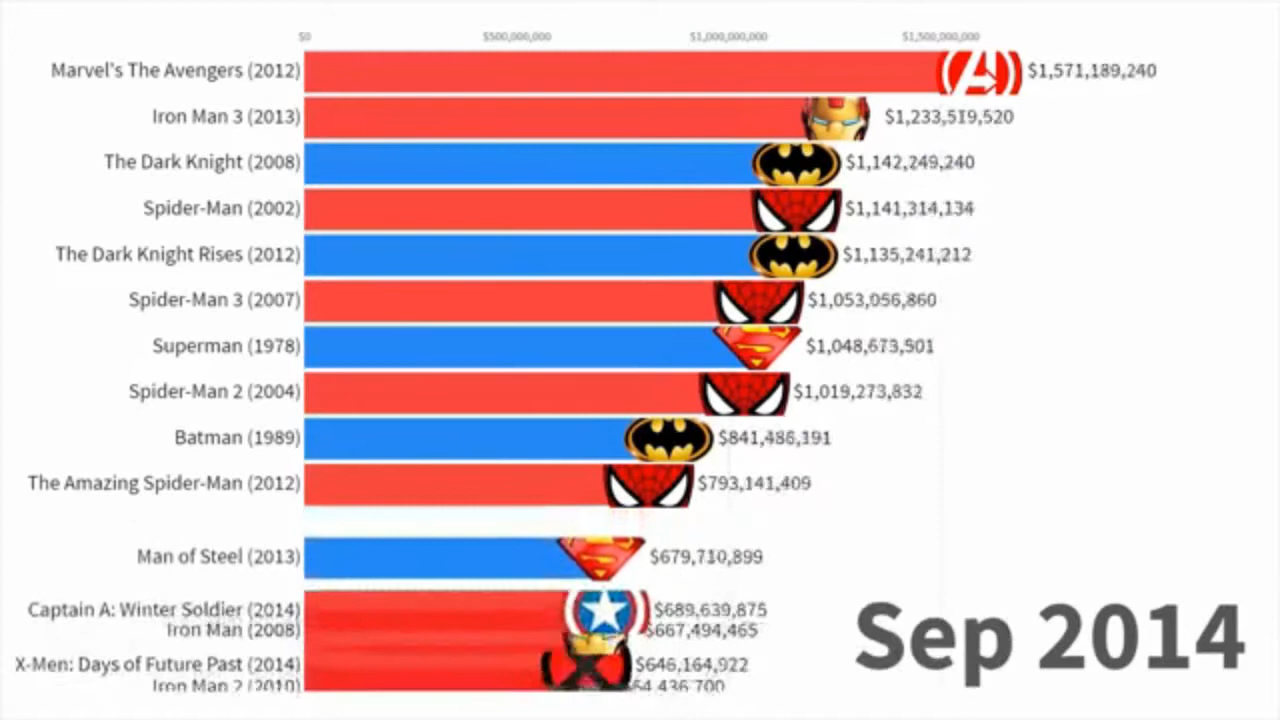 $0 $500,000,000 $1,000,000,000 $1,500,000,000
Marvel's The Avengers (2012) $1,571,189,240
Iron Man 3 (2013) $1,233,519,520
The Dark Knight (2008) $1,142,249,240
Spider-Man (2002) $1,141,314,134
The Dark Knight Rises (2012) $1,135,241,212
Spider-Man 3 (2007) $1,053,056,860
Superman (1978) $1,048,673,501
Spider-Man 2 (2004) $1,019,273,832
Batman (1989) $841,486,191
The Amazing Spider-Man (2012) $793,141,409
Man of Steel (2013) $679,710,899
Captain A: Winter Soldier (2014) $689,639,875
Iron Man (2008) $667,494,465
X-Men: Days of Future Past (2014) $646,164,922
Iron Man 2 (2010)
Sep 2014